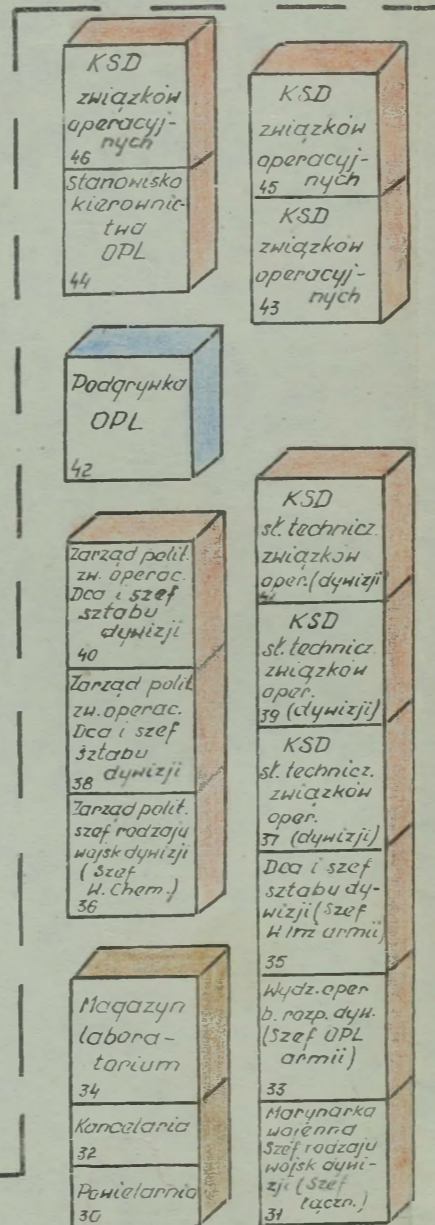 KSD
związków
operacyj-
nych
46
Stanowisko
kierownic-
twa
OPL
44
KSD
związków
operacyj-
45 nych
KSD
związków
operacyj-
43 nych
Podgrywka
OPL
42
Zarząd polit.
zw. operac.
Dca i szef
sztabu
dywizji
40
Zarząd polit
zw. operac.
Dca i szef
sztabu
dywizji
38
Zarząd polit.
szef rodzaju
wojsk dywizji
(Szef
W. Chem.)
36
KSD
sł. technicz.
związków
oper. (dywizji
41
KSD
sł. technicz
związków
oper.
39 (dywizji)
KSD
sł. technicz.
związków
oper.
37 (dywizji)
Dca i szef
sztabu dy-
wizji (Szef
W Inż armii)
35
Wydz. oper
b. rozp. dyw.
(Szef OPL
armii)
33
Marynarka
wojenna
Szef rodzaju
wojsk dywi-
zji (Szef
łączn.)
31
Magazyn
labora-
torium
34
Kancelaria
32
Powielarnia
30